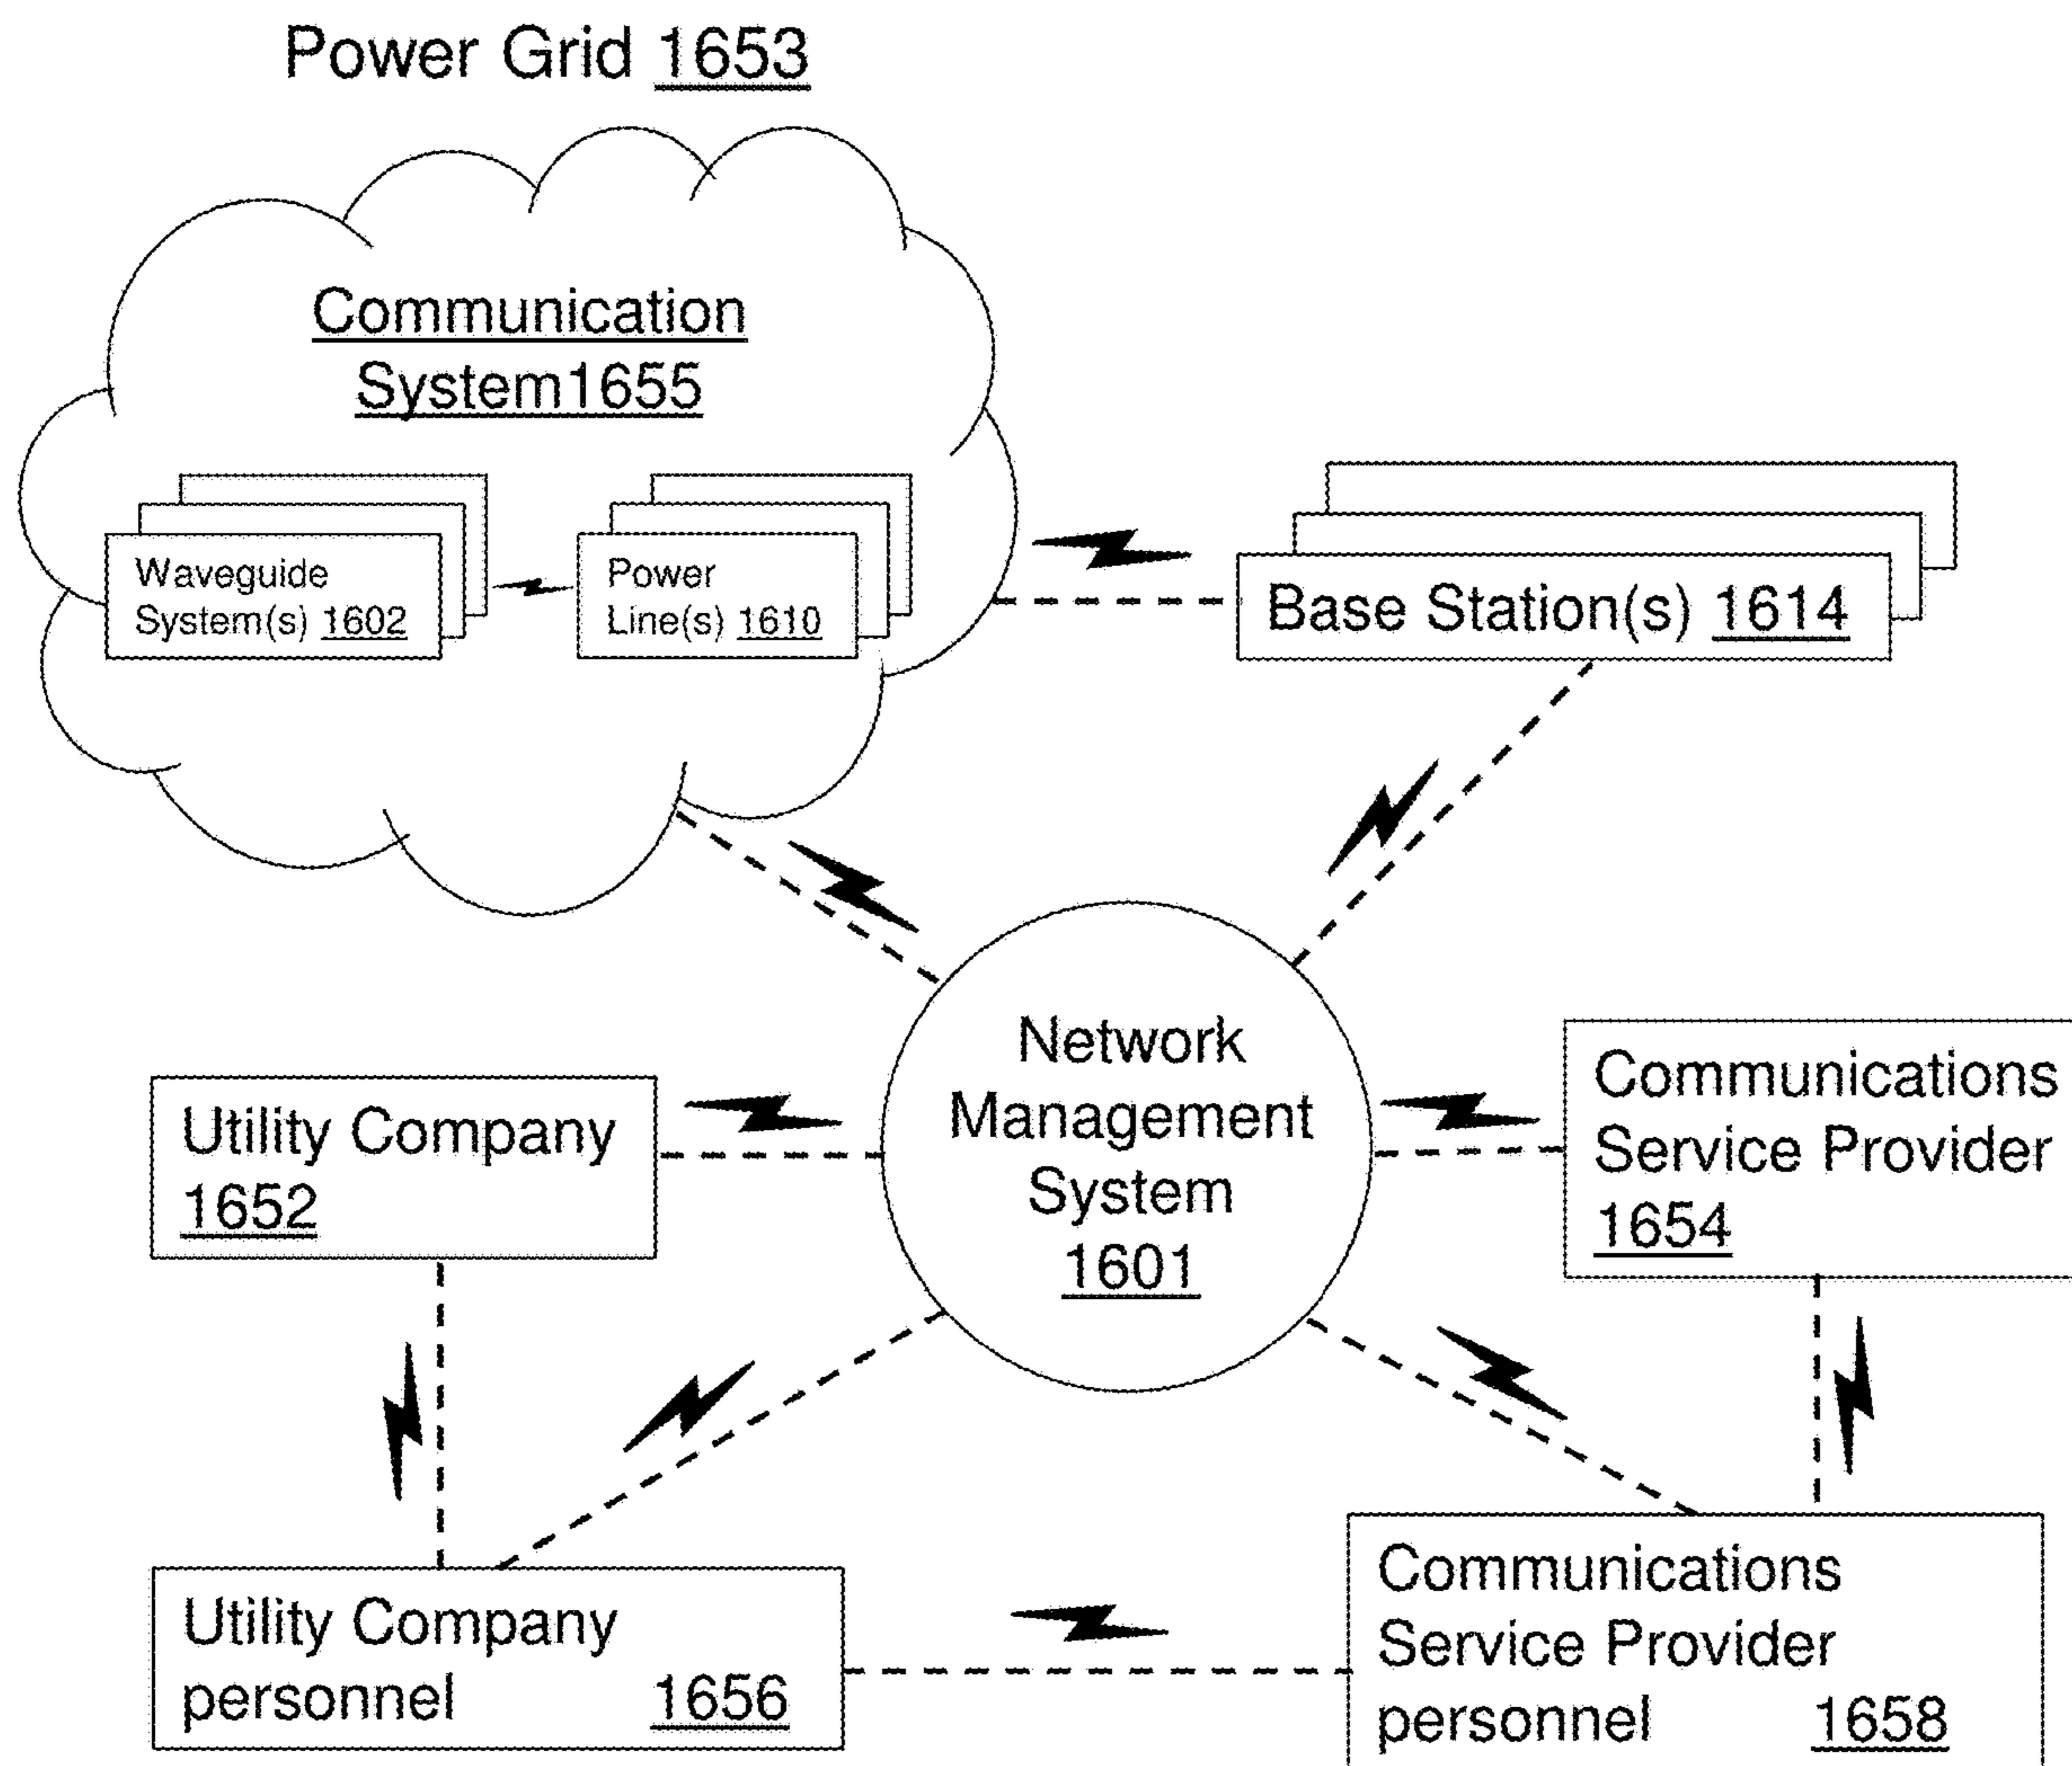 Power Grid 1653
Communication
System1655
Waveguide
System(s) 1602
Power
Line(s) 1610
Base Station(s) 1614
Network
Management
System
1601
Utility Company
1652
Communications
Service Provider
1654
Utility Company
personnel 1656
Communications
Service Provider
personnel 1658